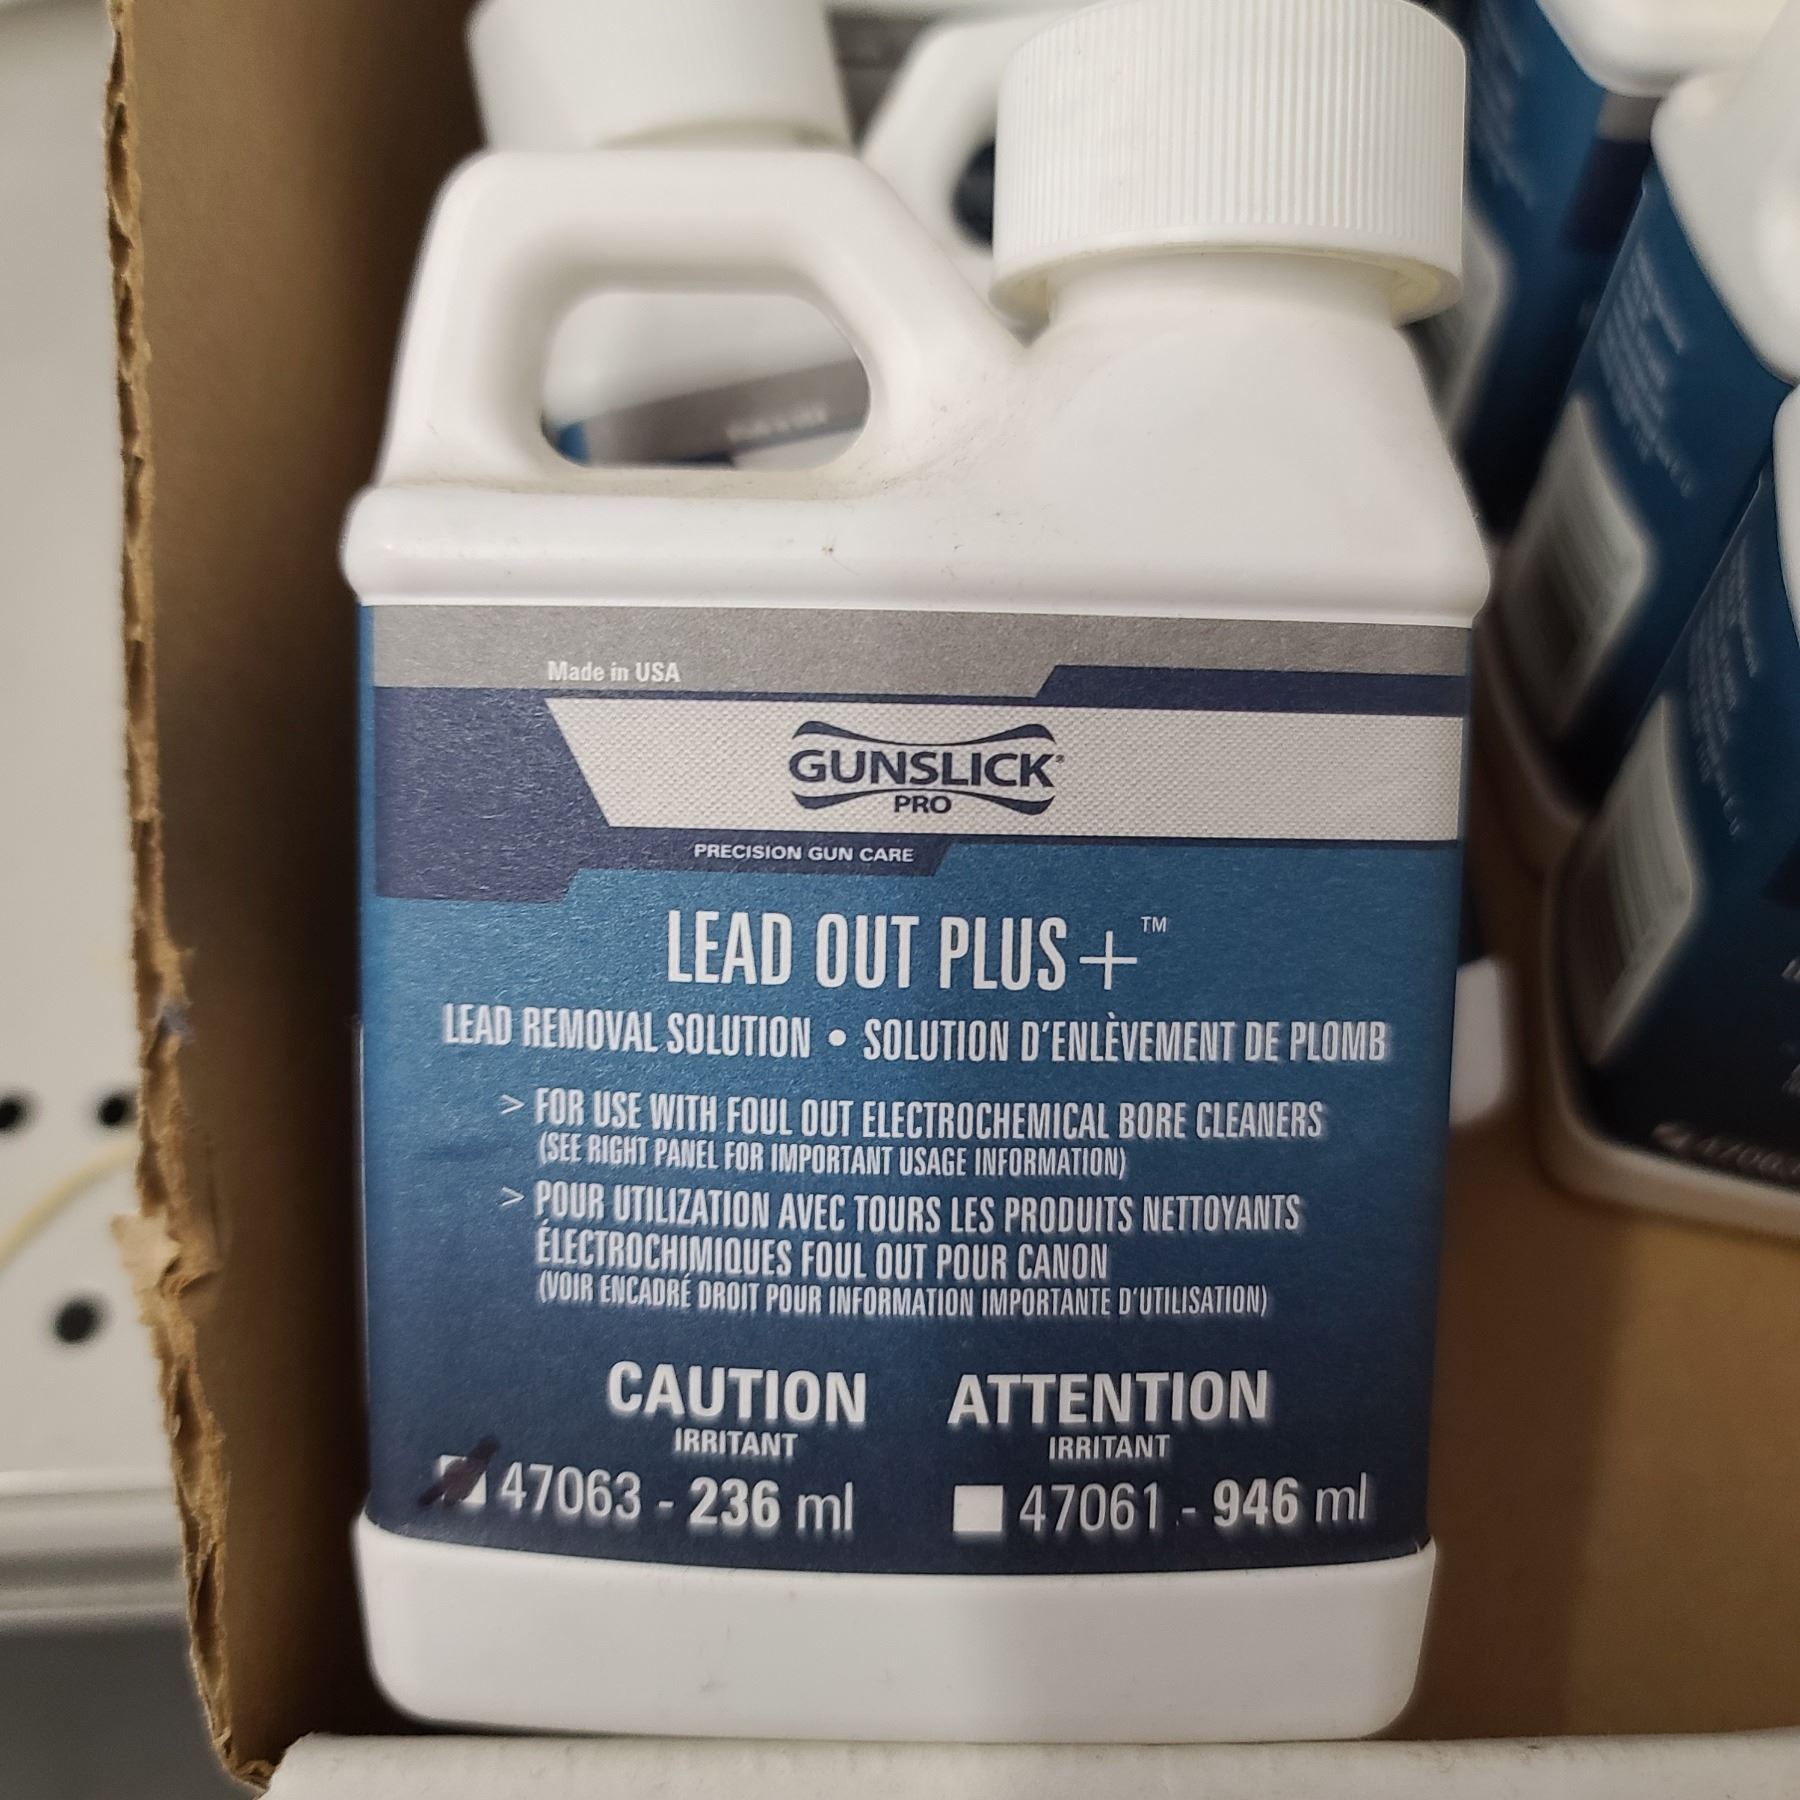 Made in USA
GUNSLICK®
PRO
PRECISION GUN CARE
LEAD OUT PLUS+™
LEAD REMOVAL SOLUTION • SOLUTION D'ENLÈVEMENT DE PLOMB
> FOR USE WITH FOUL OUT ELECTROCHEMICAL BORE CLEANERS
(SEE RIGHT PANEL FOR IMPORTANT USAGE INFORMATION)
> POUR UTILIZATION AVEC TOURS LES PRODUITS NETTOYANTS
ÉLECTROCHIMIQUES FOUL OUT POUR CANON
(VOIR ENCADRÉ DROIT POUR INFORMATION IMPORTANTE D'UTILISATION)
CAUTION ATTENTION
IRRITANT IRRITANT
47063 - 236 ml 47061 - 946 ml